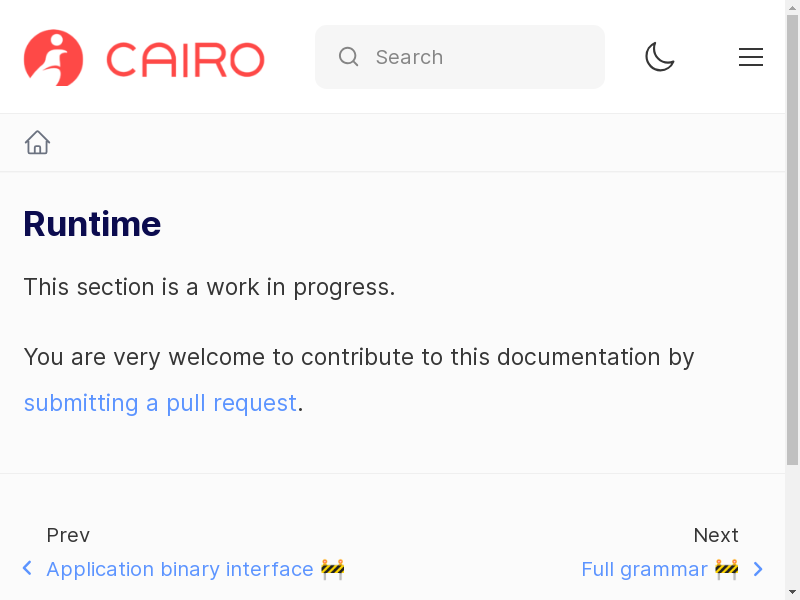 CAIRO
Search
Runtime
This section is a work in progress.
You are very welcome to contribute to this documentation by
submitting a pull request.
Prev
Application binary interface 🚧
Next
Full grammar 🚧